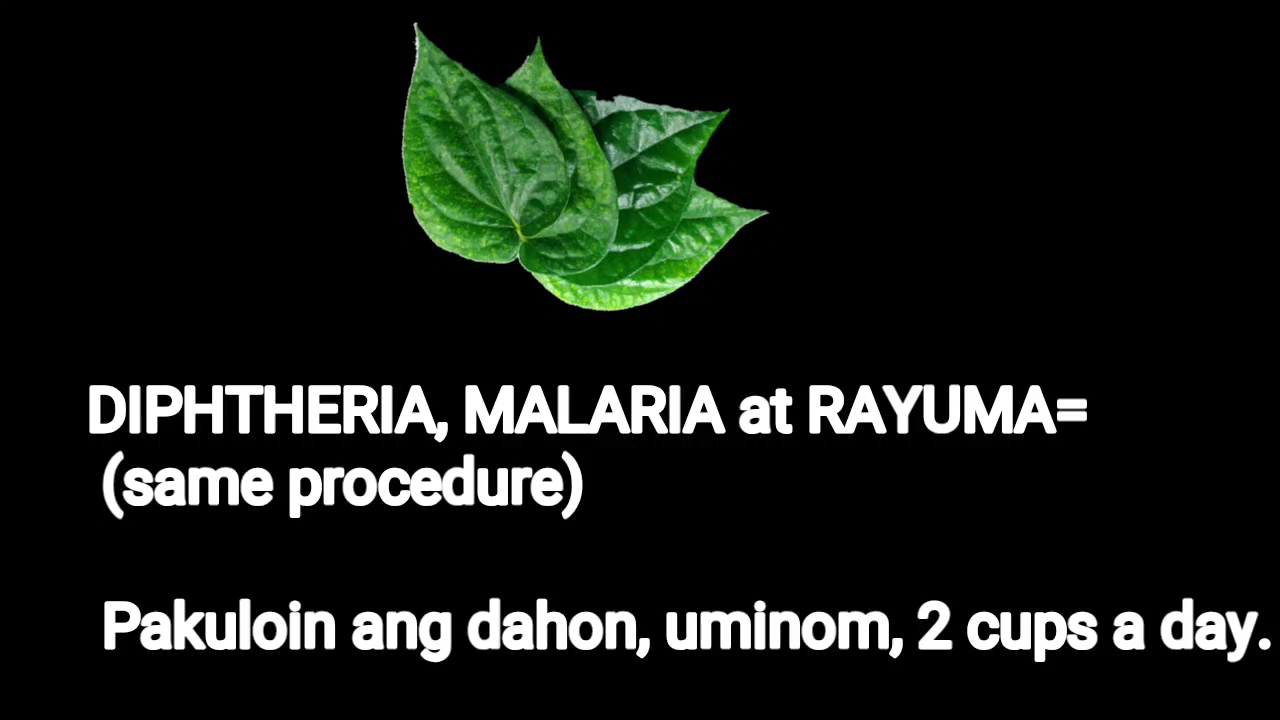 DIPHTHERIA, MALARIA at RAYUMA=
(same procedure)
Pakuloin ang dahon, uminom, 2 cups a day.